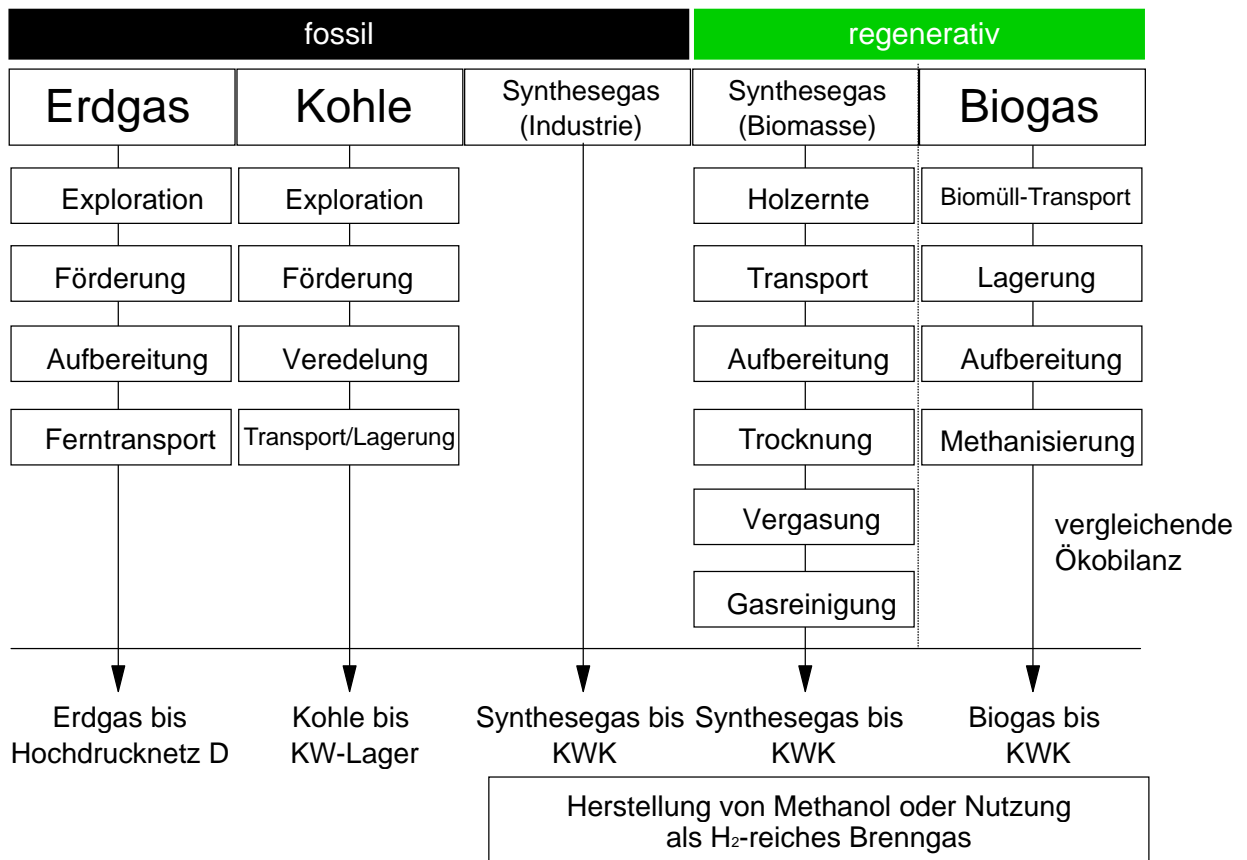 fossil
regenerativ
Erdgas
Kohle
Synthesegas
(Industrie)
Synthesegas
(Biomasse)
Biogas
Exploration
Exploration
Holzernte
Biomüll-Transport
Förderung
Förderung
Transport
Lagerung
Aufbereitung
Veredelung
Aufbereitung
Aufbereitung
Ferntransport
Transport/Lagerung
Trocknung
Methanisierung
Vergasung
vergleichende
Ökobilanz
Gasreinigung
Erdgas bis
Hochdrucknetz D
Kohle bis
KW-Lager
Synthesegas bis
KWK
Synthesegas bis
KWK
Biogas bis
KWK
Herstellung von Methanol oder Nutzung
als H₂-reiches Brenngas